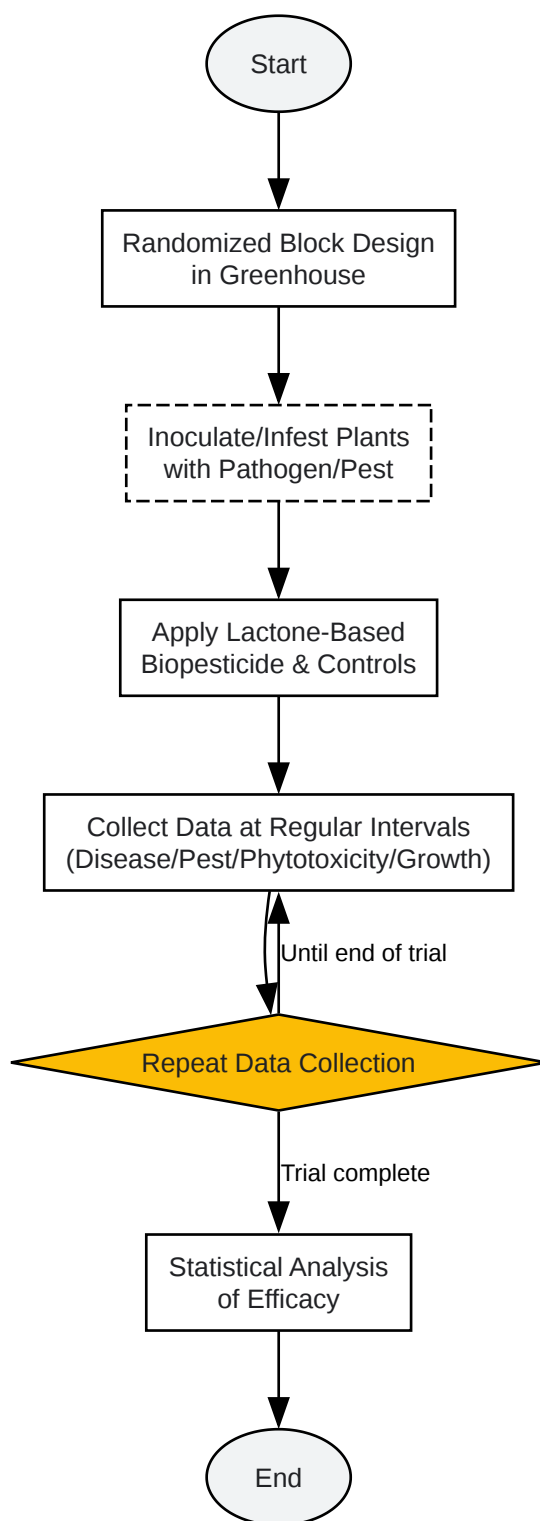 Start
Randomized Block Design
in Greenhouse
Inoculate/Infest Plants
with Pathogen/Pest
Apply Lactone-Based
Biopesticide & Controls
Collect Data at Regular Intervals
(Disease/Pest/Phytotoxicity/Growth)
Until end of trial
Repeat Data Collection
Trial complete
Statistical Analysis
of Efficacy
End